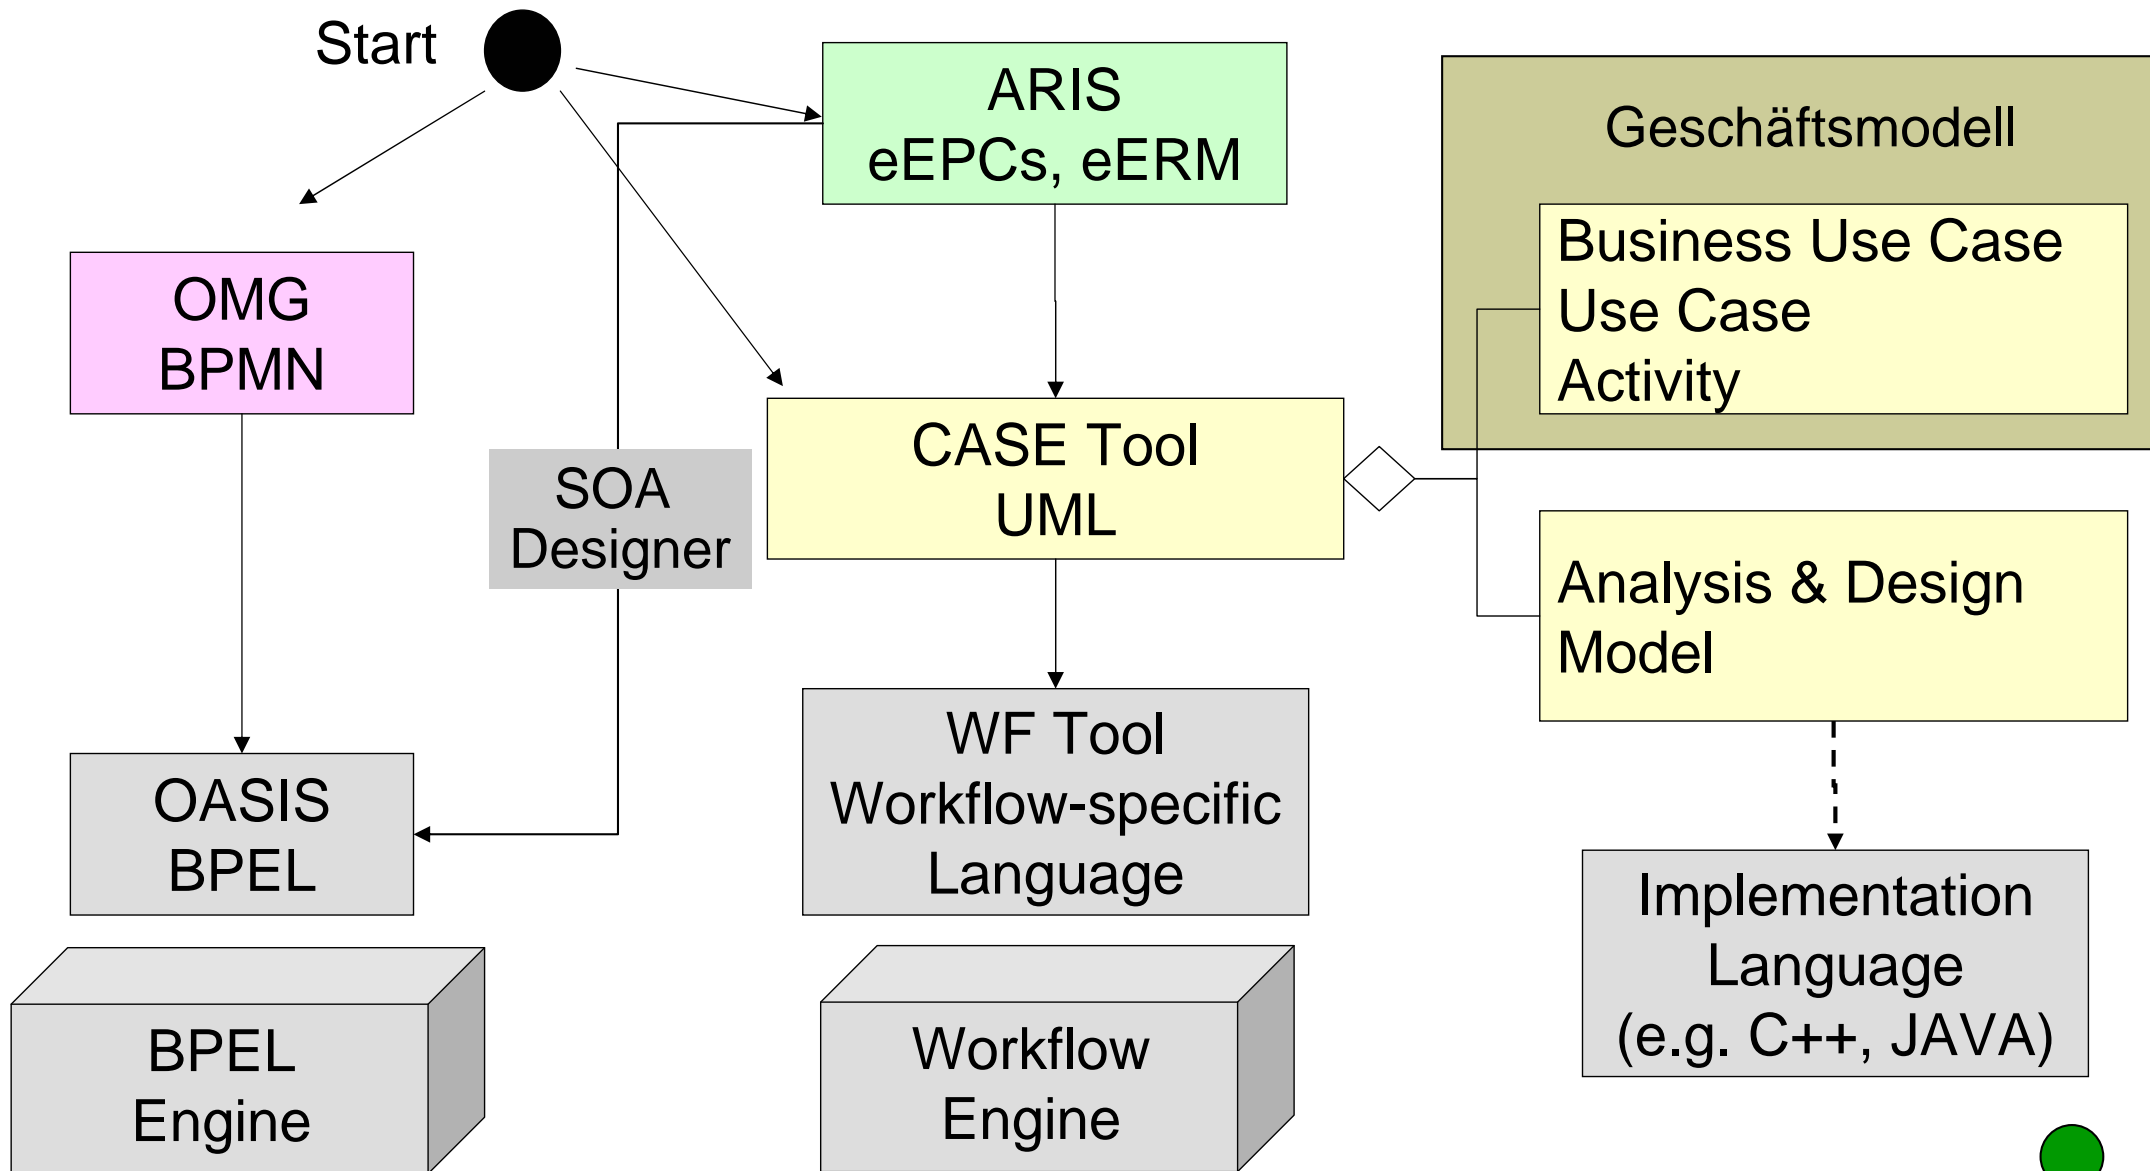 Start
ARIS
eEPCs, eERM
Geschäftsmodell
Business Use Case
Use Case
Activity
OMG
BPMN
SOA
Designer
CASE Tool
UML
Analysis & Design
Model
WF Tool
Workflow-specific
Language
OASIS
BPEL
Implementation
Language
(e.g. C++, JAVA)
BPEL
Engine
Workflow
Engine